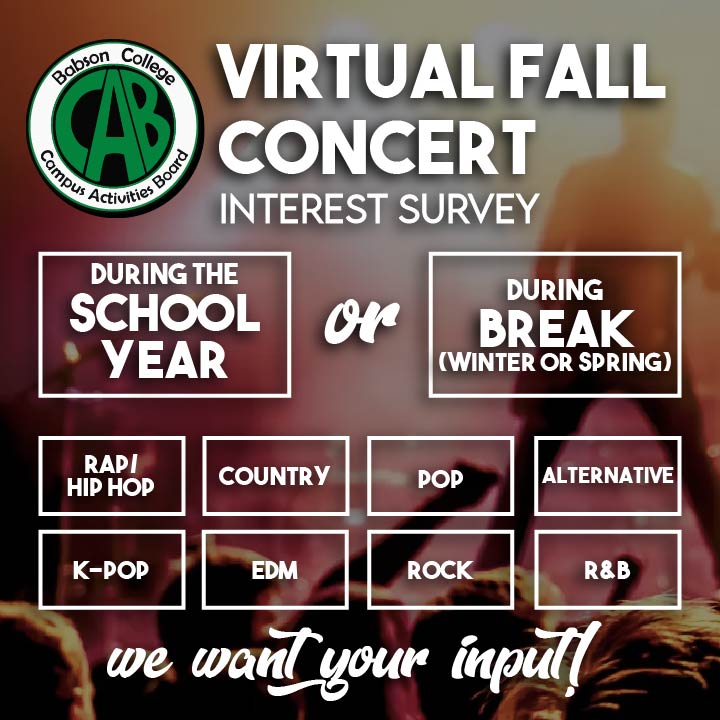 Babson College
CAB
Campus Activities Board
VIRTUAL FALL
CONCERT
INTEREST SURVEY
DURING THE
SCHOOL
YEAR
or
DURING
BREAK
(WINTER OR SPRING)
RAP/
HIP HOP
COUNTRY
POP
ALTERNATIVE
K-POP
EDM
ROCK
R&B
we want your input!